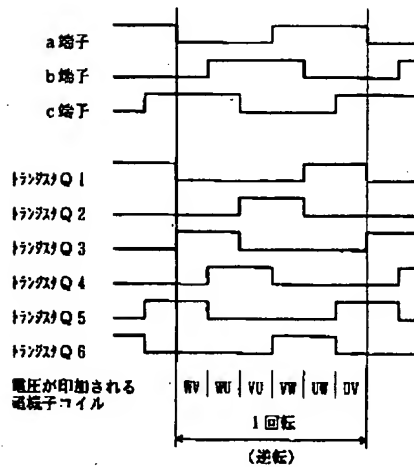 a端子
b端子
c端子
トランジスタQ1
トランジスタQ2
トランジスタQ3
トランジスタQ4
トランジスタQ5
トランジスタQ6
電圧が印加される
電機子コイル
WV WU VU VW UW UV
1回転
(逆転)